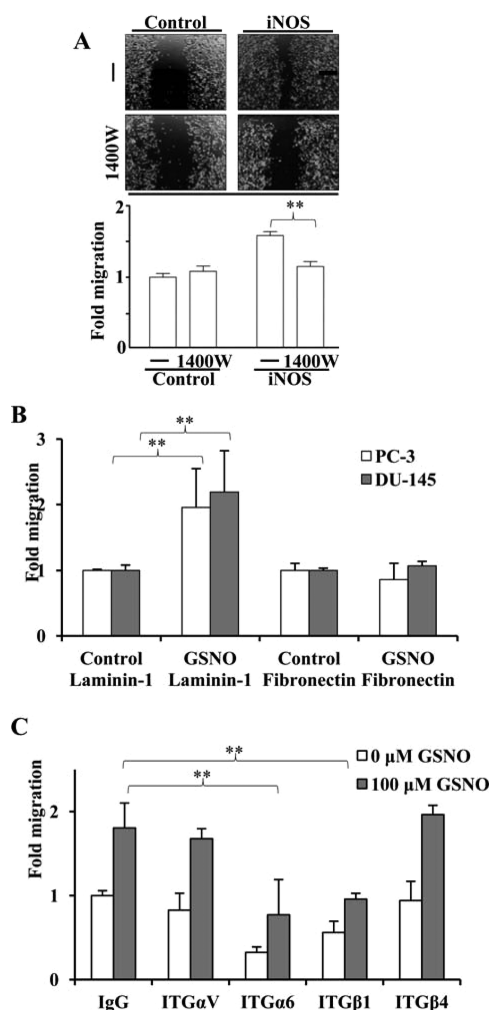 A
Control iNOS
—
1400W
**
2
1
0
Fold migration
— 1400W — 1400W
Control iNOS
B
** **
3
2
1
0
Fold migration
PC-3
DU-145
Control GSNO Control GSNO
Laminin-1 Laminin-1 Fibronectin Fibronectin
C
0 µM GSNO
100 µM GSNO
**
**
2
1
0
Fold migration
IgG ITGαV ITGα6 ITGβ1 ITGβ4